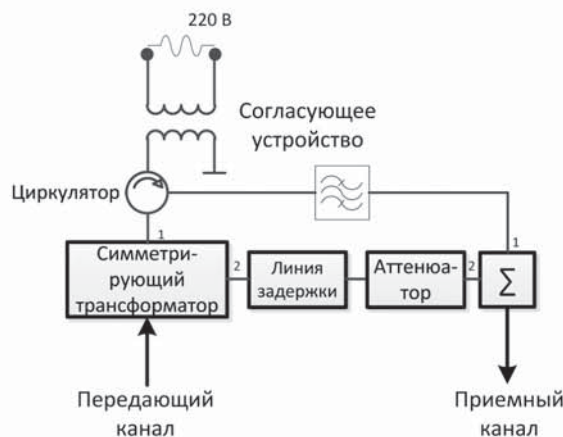 220 В
Согласующее
устройство
Циркулятор
1
1
Симметри-
рующий
трансформатор
2
Линия
задержки
Аттенюа-
тор
2
Σ
Передающий
канал
Приемный
канал